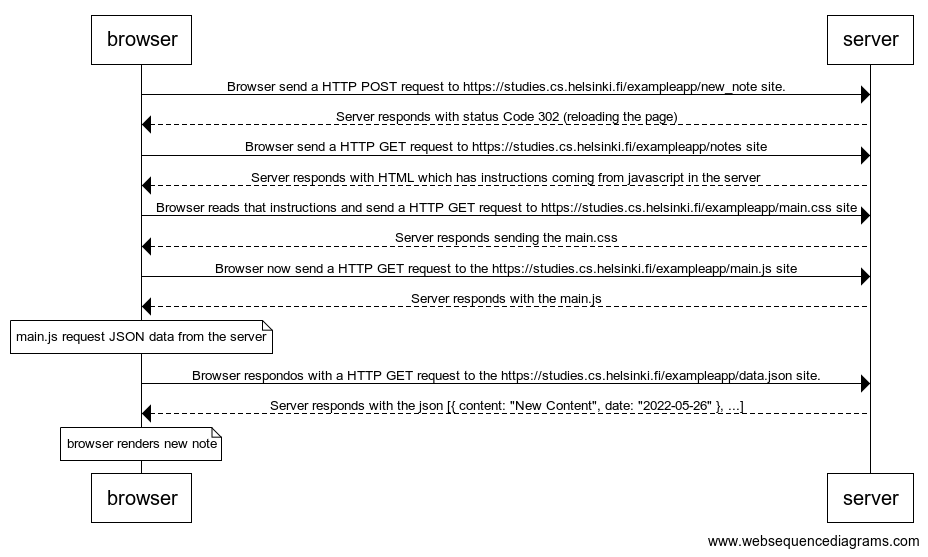 browser
server
Browser send a HTTP POST request to https://studies.cs.helsinki.fi/exampleapp/new_note site.
Server responds with status Code 302 (reloading the page)
Browser send a HTTP GET request to https://studies.cs.helsinki.fi/exampleapp/notes site
Server responds with HTML which has instructions coming from javascript in the server
Browser reads that instructions and send a HTTP GET request to https://studies.cs.helsinki.fi/exampleapp/main.css site
Server responds sending the main.css
Browser now send a HTTP GET request to the https://studies.cs.helsinki.fi/exampleapp/main.js site
Server responds with the main.js
main.js request JSON data from the server
Browser respondos with a HTTP GET request to the https://studies.cs.helsinki.fi/exampleapp/data.json site.
Server responds with the json [{ content: "New Content", date: "2022-05-26" }, ...]
browser renders new note
browser
server
www.websequencediagrams.com